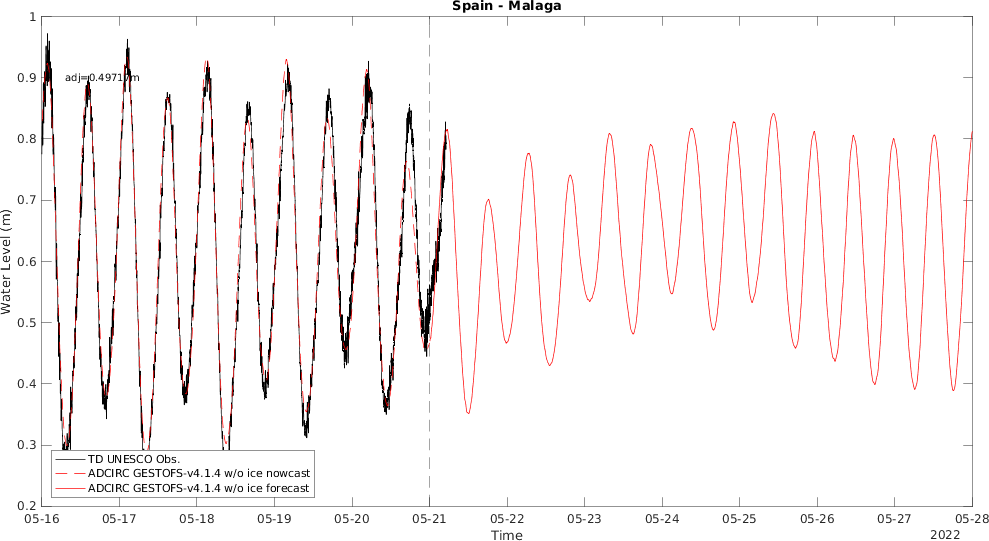 Spain - Malaga
1
0.9
0.8
0.7
0.6
0.5
0.4
0.3
0.2
Water Level (m)
TD UNESCO Obs.
ADCIRC GESTOFS-v4.1.4 w/o ice nowcast
ADCIRC GESTOFS-v4.1.4 w/o ice forecast
05-16 05-17 05-18 05-19 05-20 05-21 05-22 05-23 05-24 05-25 05-26 05-27 05-28
Time
2022